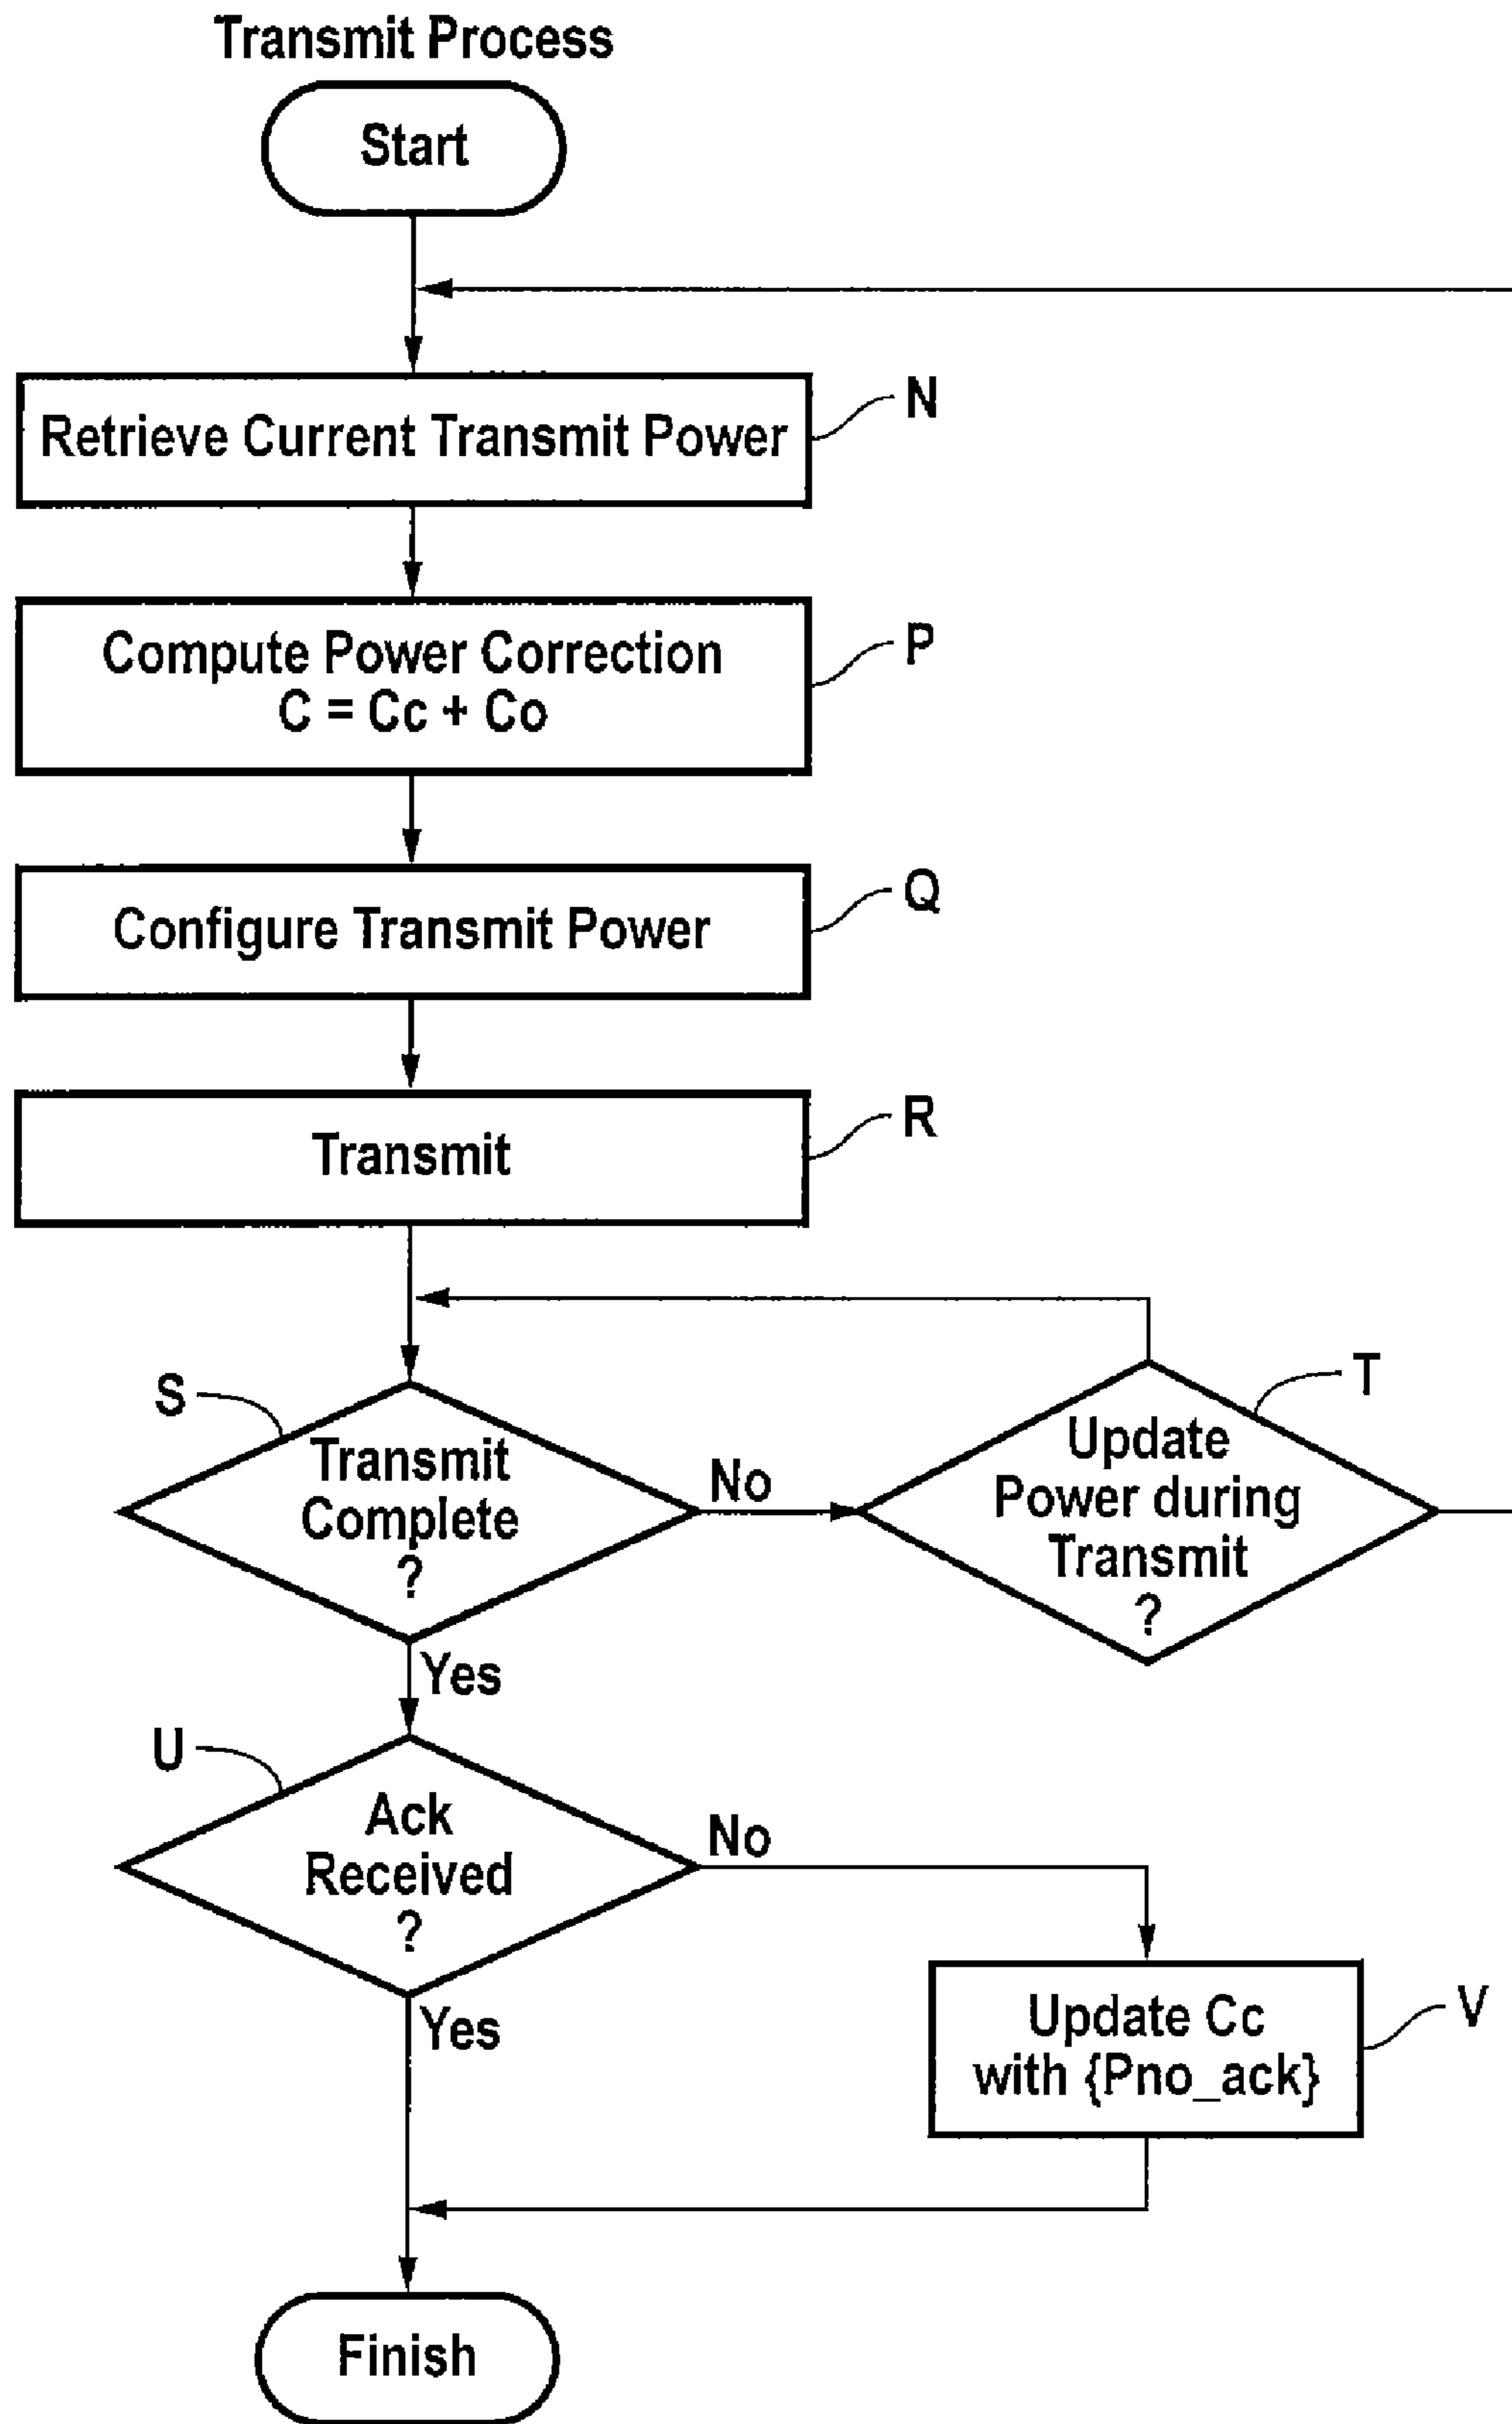 Transmit Process
Start
Retrieve Current Transmit Power
N
Compute Power Correction
C = Cc + Co
P
Configure Transmit Power
Q
Transmit
R
S
Transmit
Complete
?
No
T
Update
Power during
Transmit
?
Yes
U
Ack
Received
?
No
Yes
Update Cc
with {Pno_ack}
V
Finish